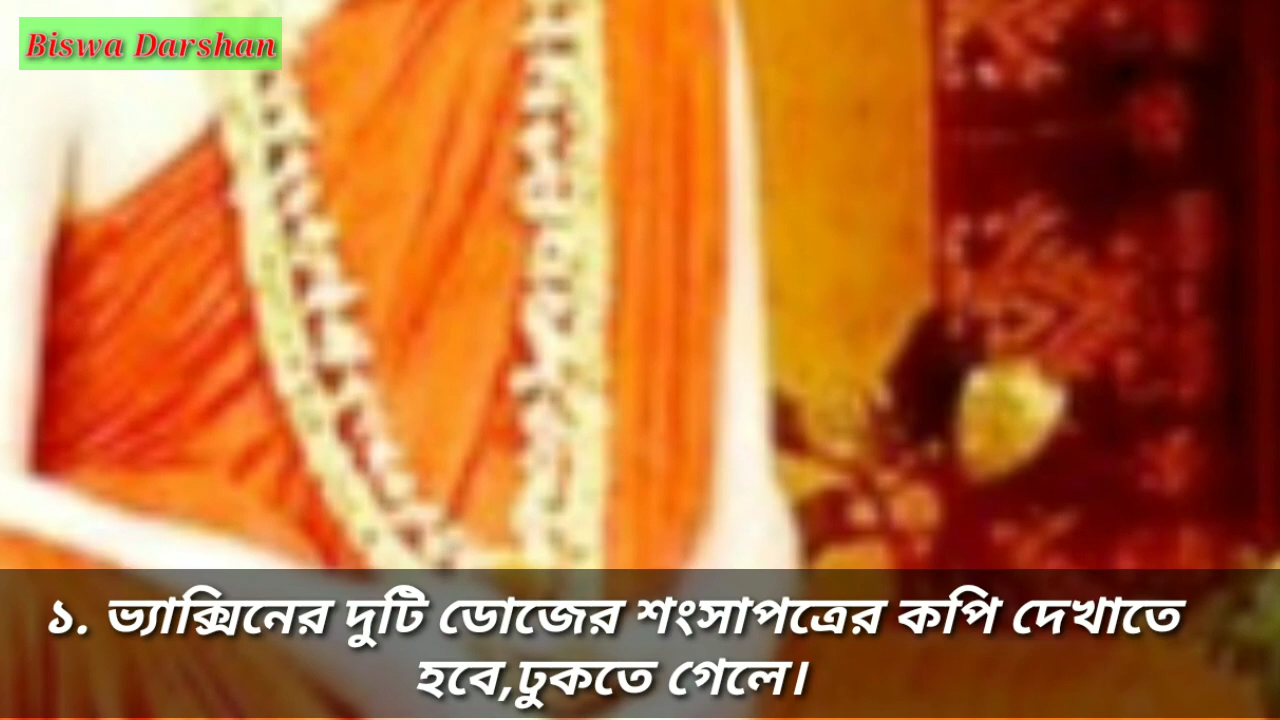 Biswa Darshan
১. ভ্যাক্সিনের দুটি ডোজের শংসাপত্রের কপি দেখাতে
হবে,ঢুকতে গেলে।